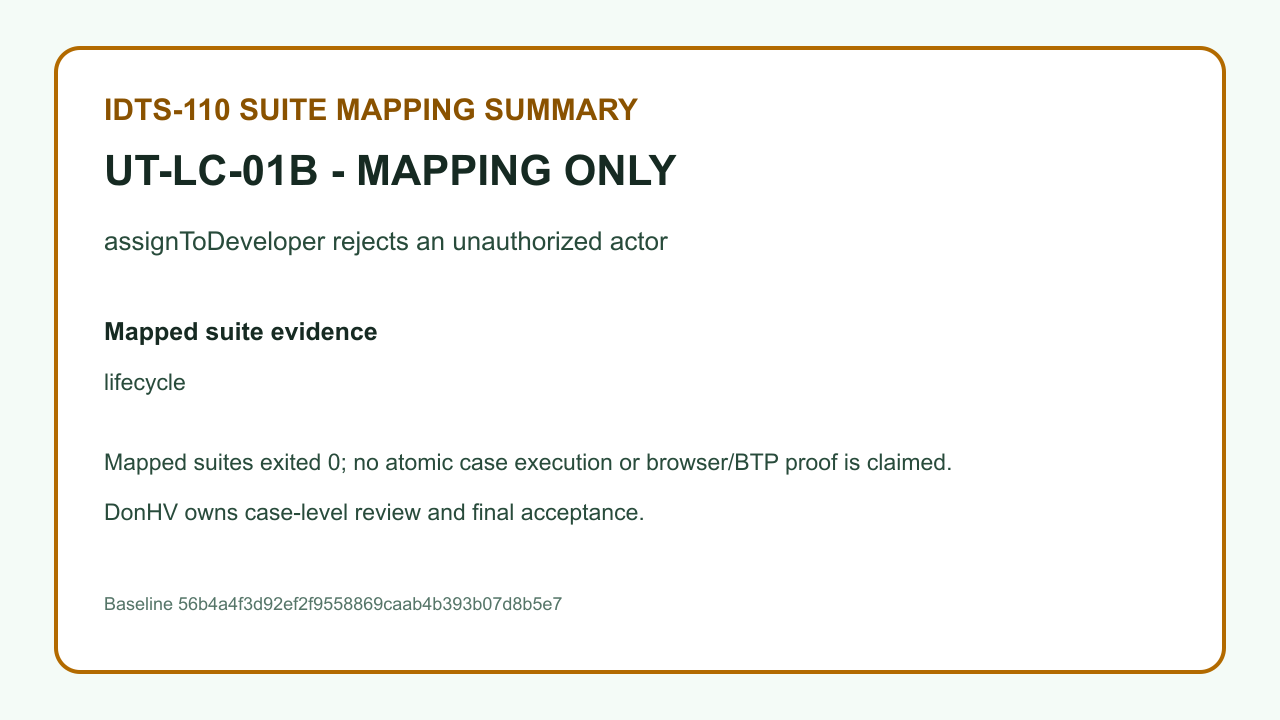 IDTS-110 SUITE MAPPING SUMMARY
UT-LC-01B - MAPPING ONLY
assignToDeveloper rejects an unauthorized actor
Mapped suite evidence
lifecycle
Mapped suites exited 0; no atomic case execution or browser/BTP proof is claimed.
DonHV owns case-level review and final acceptance.
Baseline 56b4a4f3d92ef2f9558869caab4b393b07d8b5e7